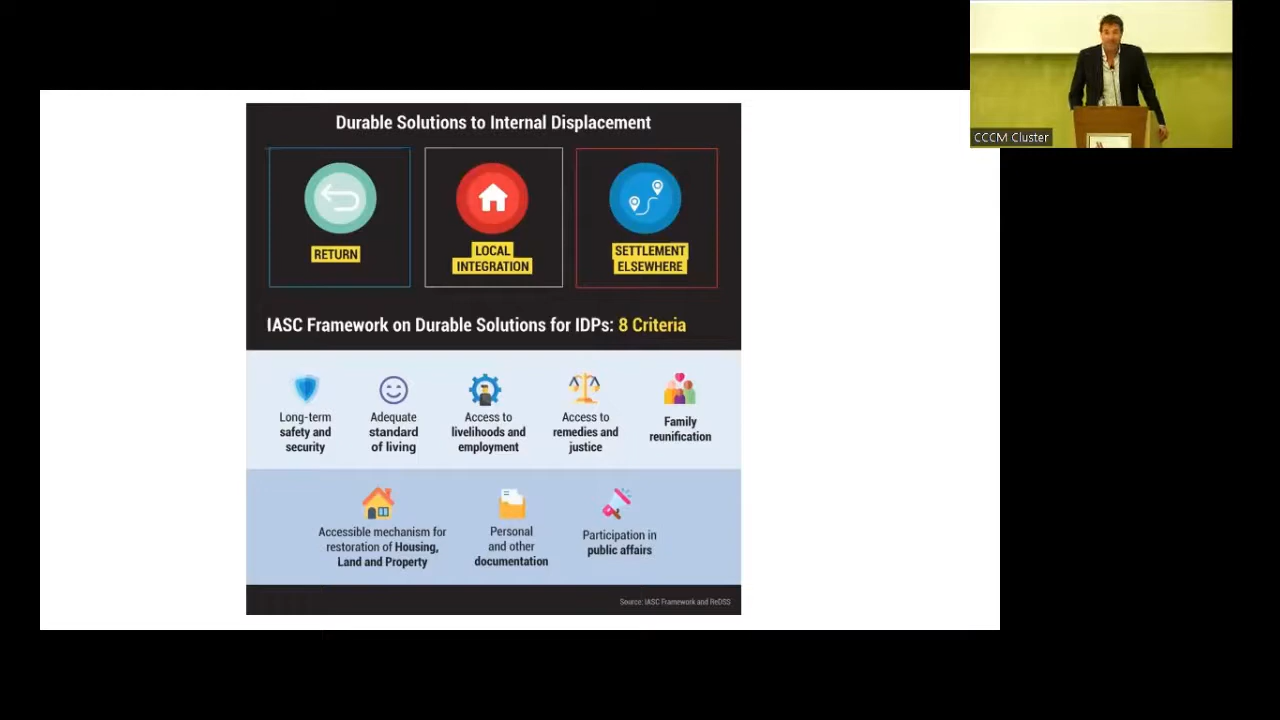 CCCM Cluster
Durable Solutions to Internal Displacement
RETURN
LOCAL
INTEGRATION
SETTLEMENT
ELSEWHERE
IASC Framework on Durable Solutions for IDPs: 8 Criteria
Long-term
safety and
security
Adequate
standard
of living
Access to
livelihoods and
employment
Access to
remedies and
justice
Family
reunification
Accessible mechanism for
restoration of Housing,
Land and Property
Personal
and other
documentation
Participation in
public affairs
Source: IASC Framework and ReDSS